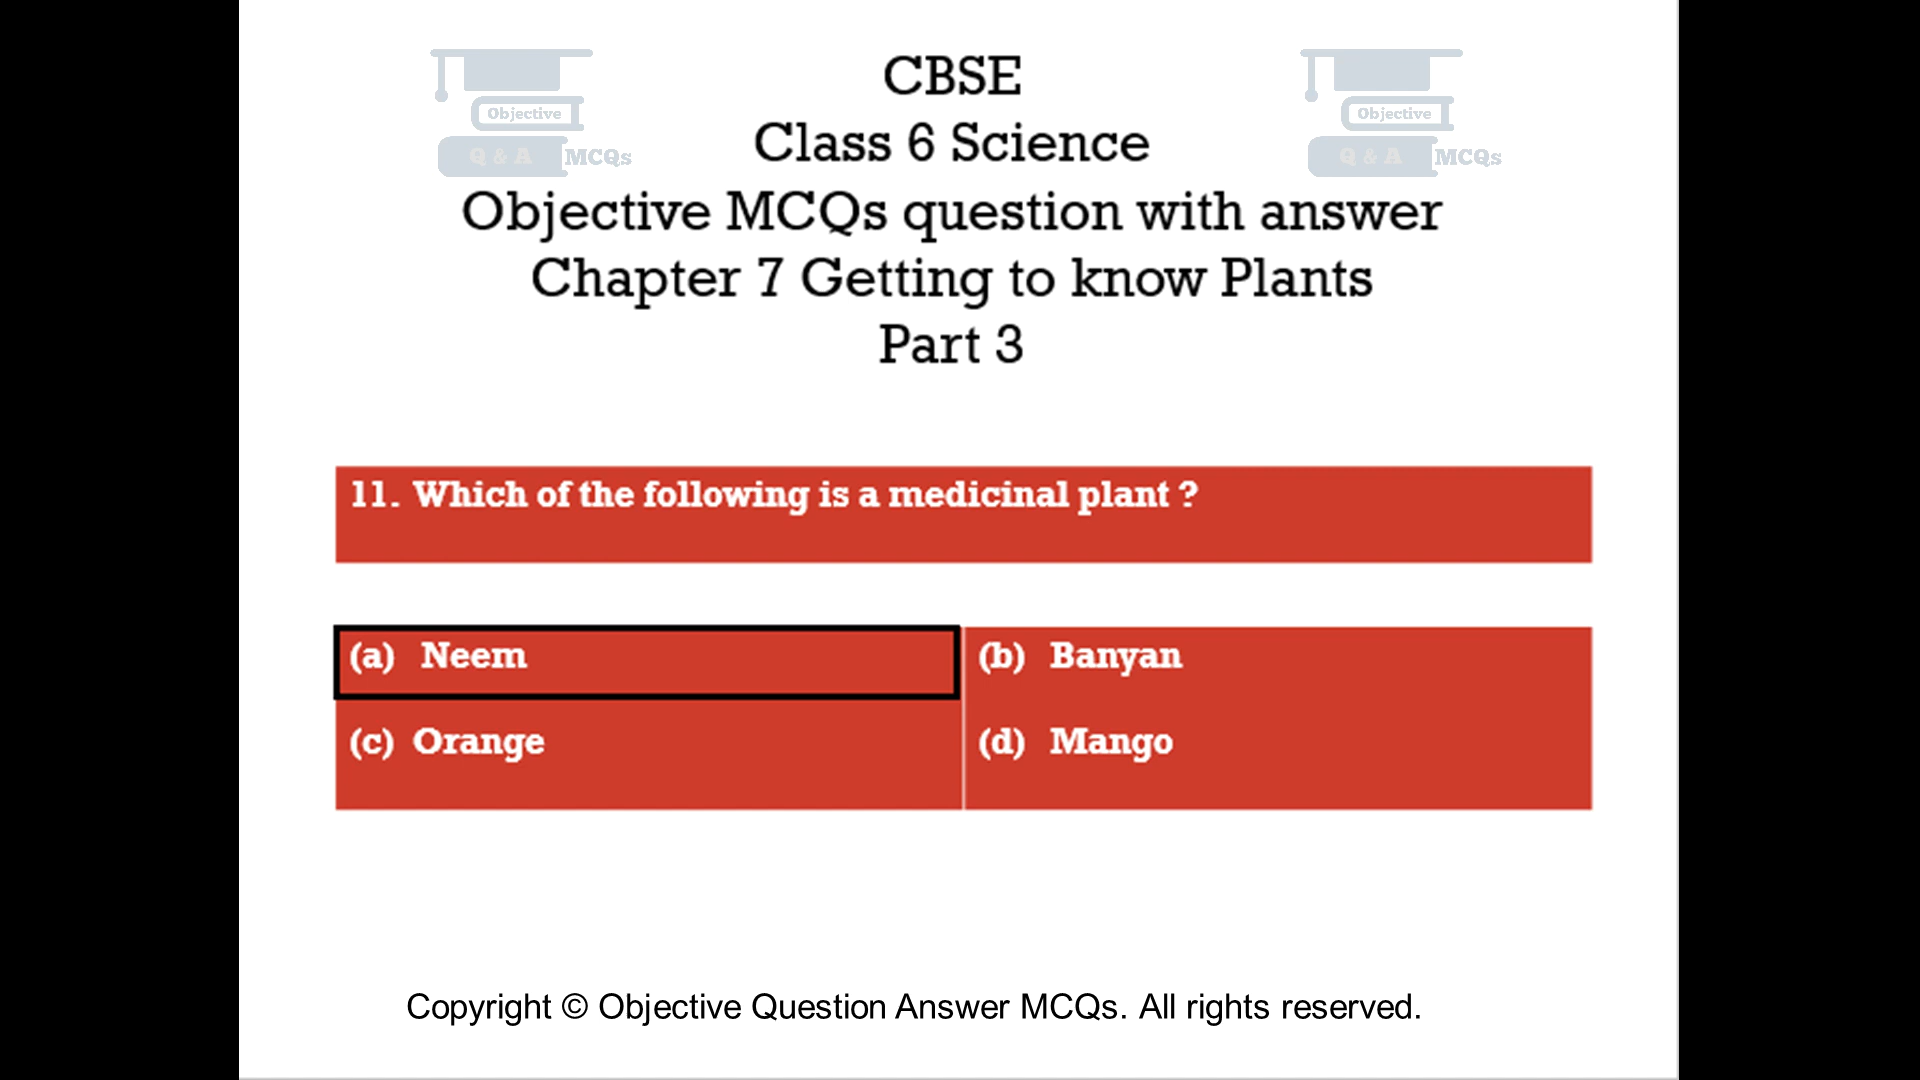 CBSE
Class 6 Science
Objective MCQs question with answer
Chapter 7 Getting to know Plants
Part 3
Objective
Q & A MCQs
Objective
Q & A MCQs
11. Which of the following is a medicinal plant ?
(a) Neem
(b) Banyan
(c) Orange
(d) Mango
Copyright © Objective Question Answer MCQs. All rights reserved.